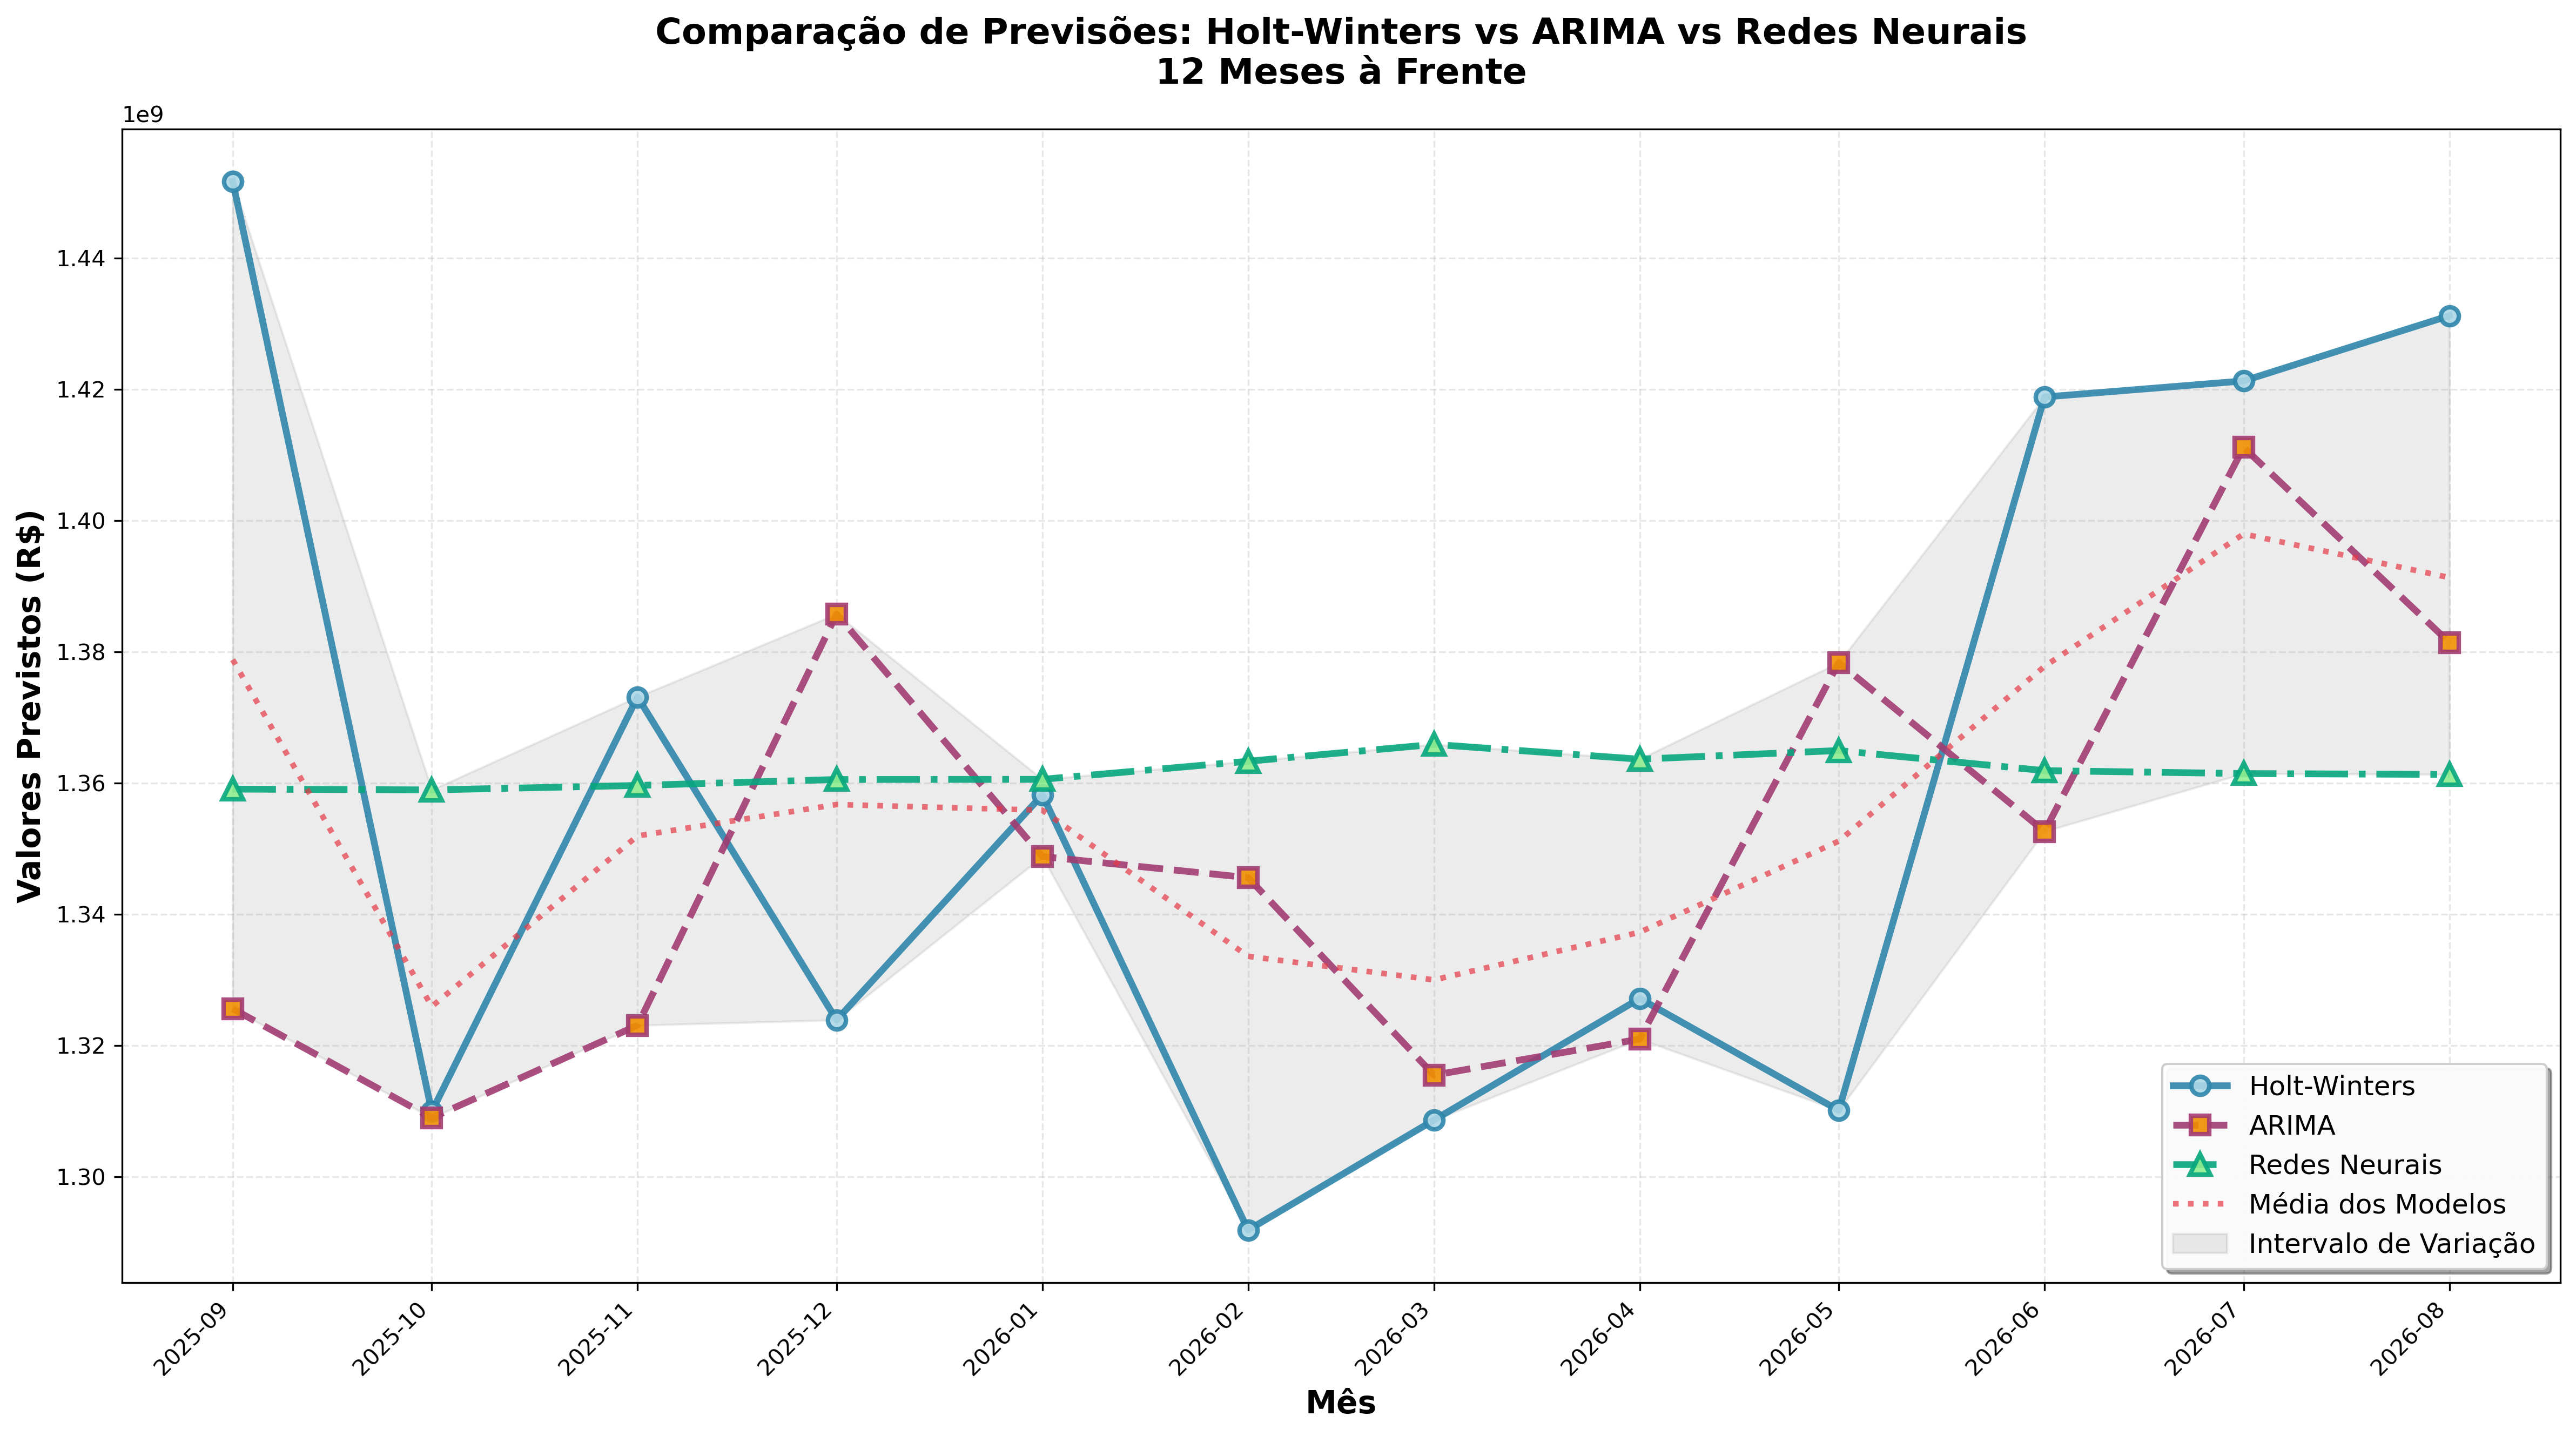 Comparação de Previsões: Holt-Winters vs ARIMA vs Redes Neurais
12 Meses à Frente
1e9
1.44
1.42
1.40
1.38
1.36
1.34
1.32
1.30
Valores Previstos (R$)
Holt-Winters
ARIMA
Redes Neurais
Média dos Modelos
Intervalo de Variação
2025-09
2025-10
2025-11
2025-12
2026-01
2026-02
2026-03
2026-04
2026-05
2026-06
2026-07
2026-08
Mês